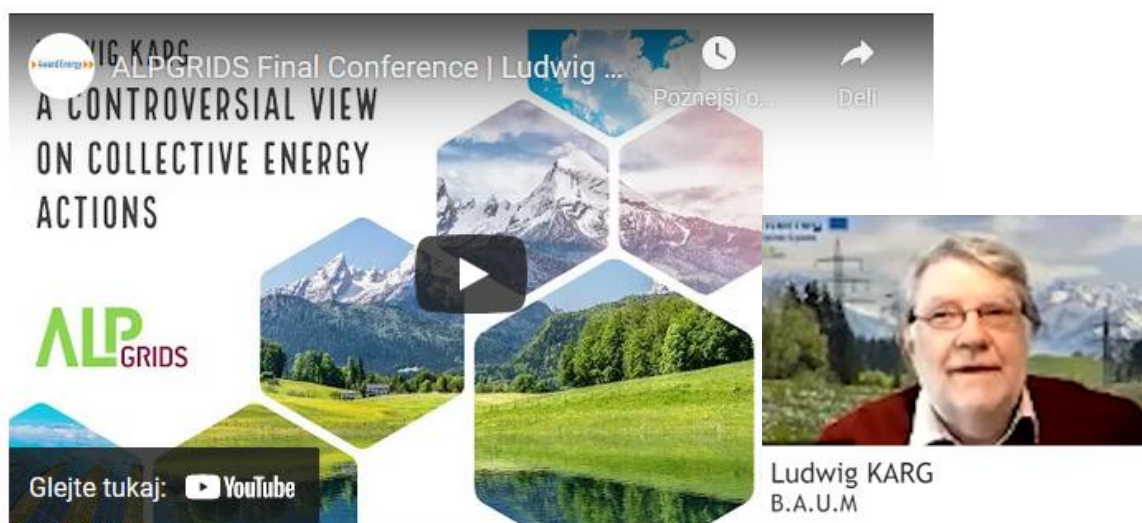 ALPGRIDS Final Conference | Ludwig ...
Poznejši o...
Deli
A CONTROVERSIAL VIEW
ON COLLECTIVE ENERGY
ACTIONS
ALP
GRIDS
Glejte tukaj: YouTube
Ludwig KARG
B.A.U.M